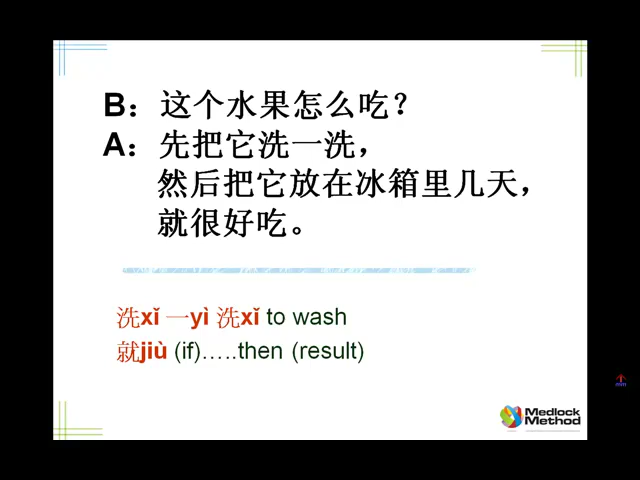 B：这个水果怎么吃？
A：先把它洗一洗，
然后把它放在冰箱里几天，
就很好吃。
洗xǐ 一yì 洗xǐ to wash
就jiù (if)…..then (result)
Medlock
Method